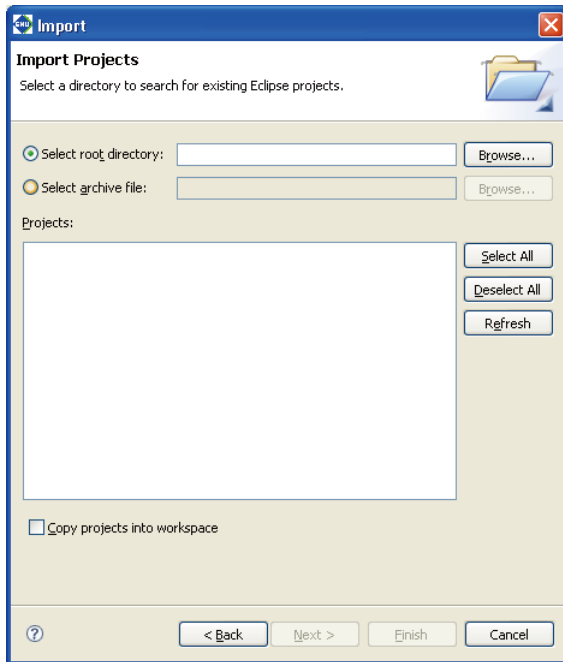 GNU Import
Import Projects
Select a directory to search for existing Eclipse projects.
Select root directory: Browse...
Select archive file: Browse...
Projects:
Select All
Deselect All
Refresh
Copy projects into workspace
? < Back Next > Finish Cancel